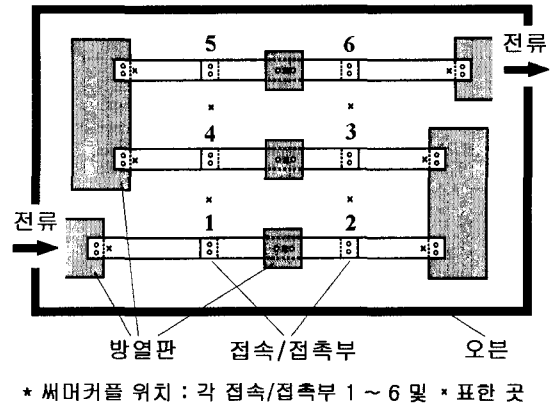 5 6
전류
4 3
전류
1 2
방열판 접속/접촉부 오븐
* 써머커플 위치 : 각 접속/접촉부 1 ~ 6 및 × 표한 곳